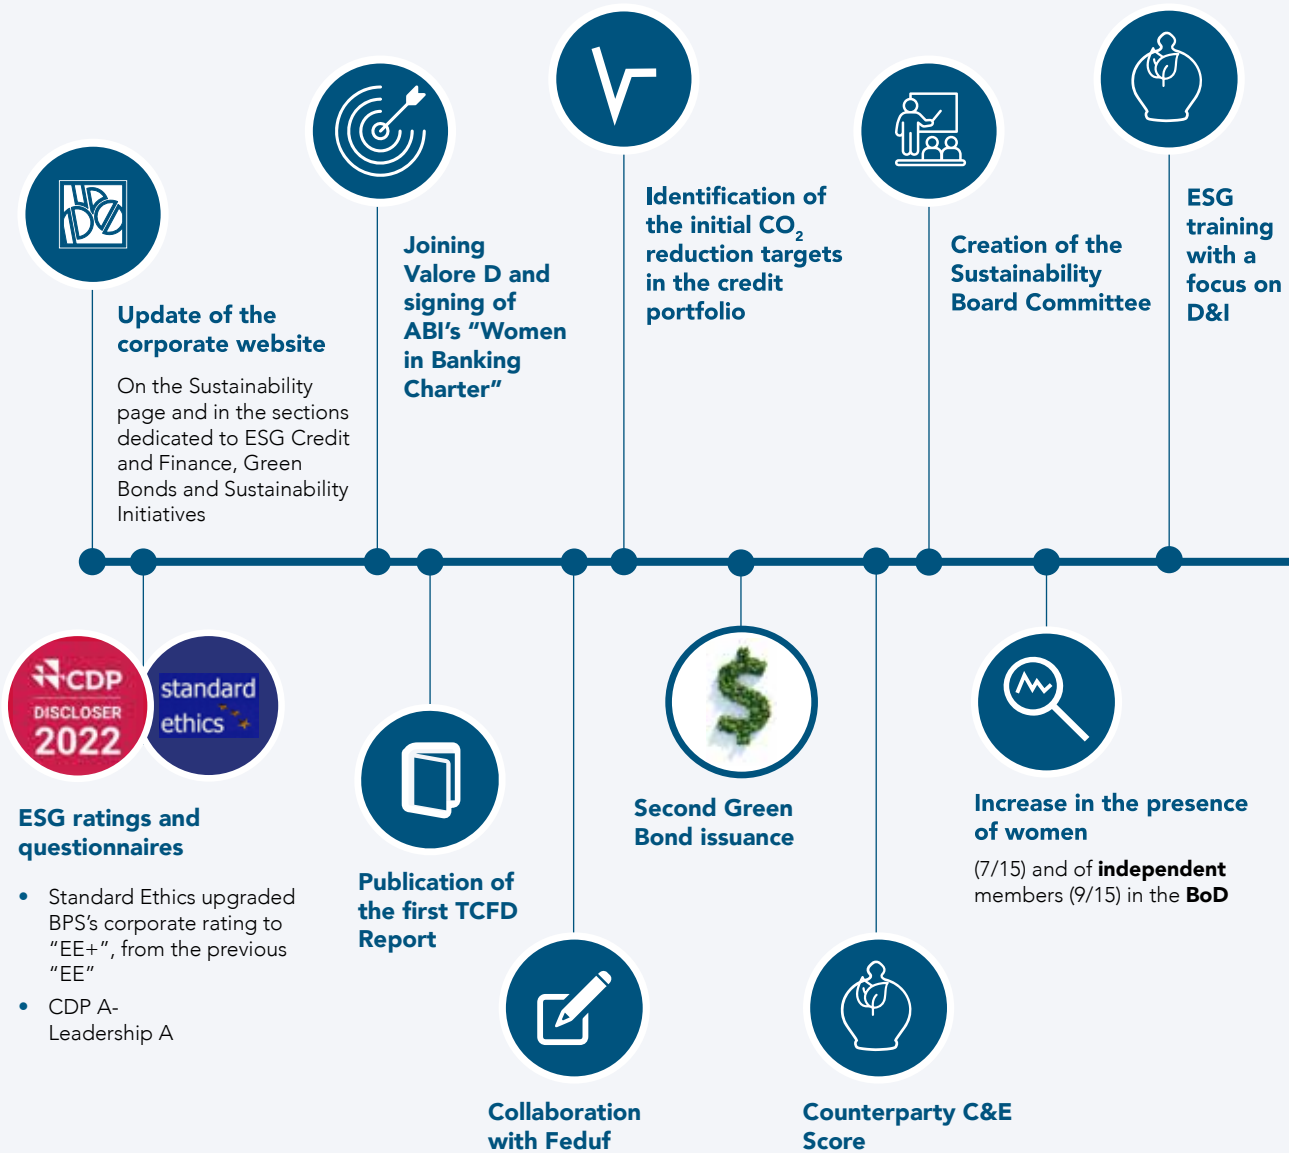 Update of the
corporate website
On the Sustainability
page and in the sections
dedicated to ESG Credit
and Finance, Green
Bonds and Sustainability
Initiatives
Joining
Valore D and
signing of
ABI's "Women
in Banking
Charter"
Identification of
the initial CO₂
reduction targets
in the credit
portfolio
Creation of the
Sustainability
Board Committee
ESG
training
with a
focus on
D&I
CDP
DISCLOSER
2022
standard
ethics
ESG ratings and
questionnaires
• Standard Ethics upgraded
BPS's corporate rating to
"EE+", from the previous
"EE"
• CDP A-
Leadership A
Publication of
the first TCFD
Report
Collaboration
with Feduf
Second Green
Bond issuance
Counterparty C&E
Score
Increase in the presence
of women
(7/15) and of independent
members (9/15) in the BoD